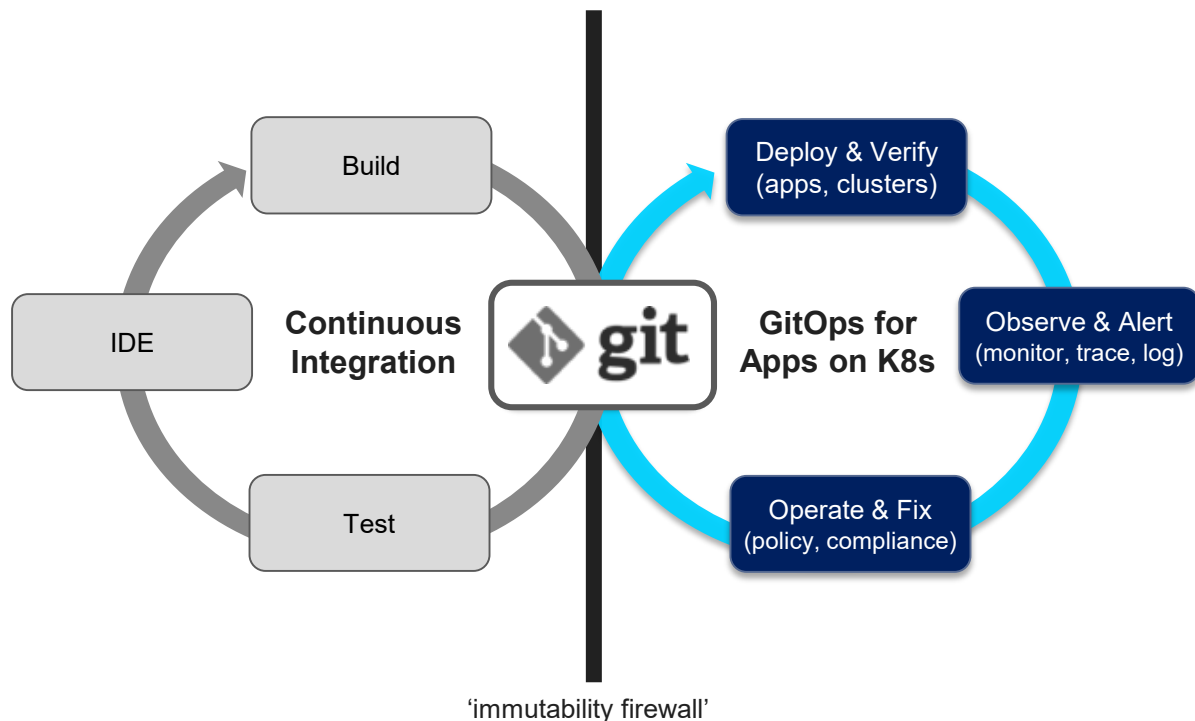 Build
IDE
Test
Continuous
Integration
git
GitOps for
Apps on K8s
Deploy & Verify
(apps, clusters)
Observe & Alert
(monitor, trace, log)
Operate & Fix
(policy, compliance)
‘immutability firewall’